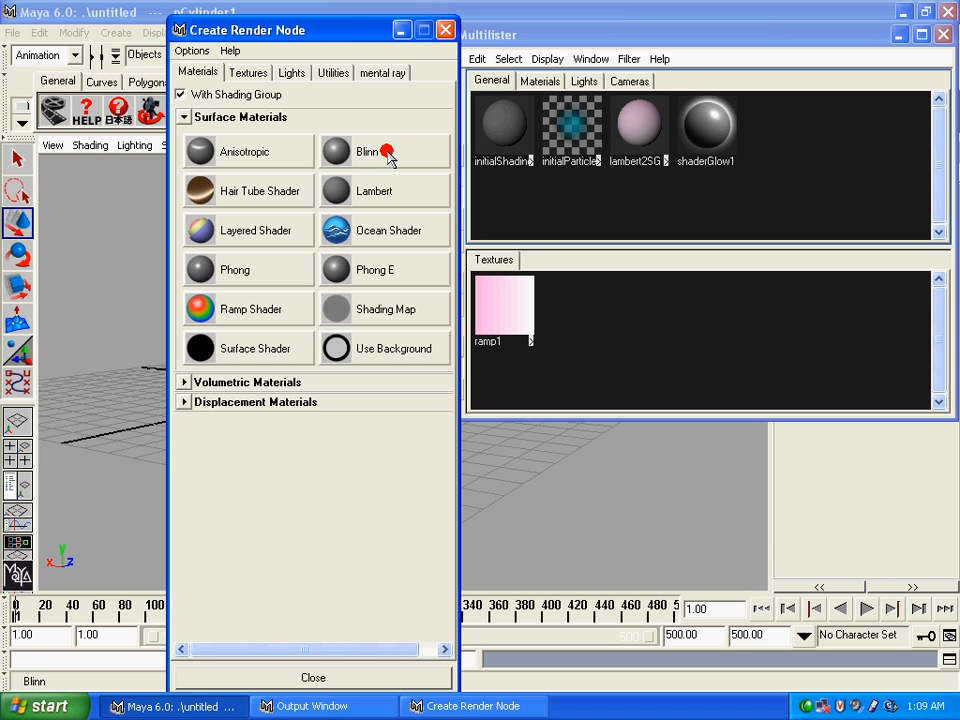 Maya 6.0: .\untitled --- pCylinder1
File Edit Modify Create Displ
Animation Objects
General Curves Polygons
HELP 日本語
View Shading Lighting S
Create Render Node
Options Help
Materials Textures Lights Utilities mental ray
With Shading Group
Surface Materials
Anisotropic Blinn
Hair Tube Shader Lambert
Layered Shader Ocean Shader
Phong Phong E
Ramp Shader Shading Map
Surface Shader Use Background
Volumetric Materials
Displacement Materials
Close
Multilister
Edit Select Display Window Filter Help
General Materials Lights Cameras
initialShading initialParticle lambert2SG shaderGlow1
Textures
ramp1
y
x z
MAYA
<< >>
0 20 40 60 80 100 340 360 380 400 420 440 460 480 5 1.00
1.00 1.00 500 500.00 500.00 No Character Set
Blinn
start Maya 6.0: .\untitled ... Output Window Create Render Node 1:09 AM